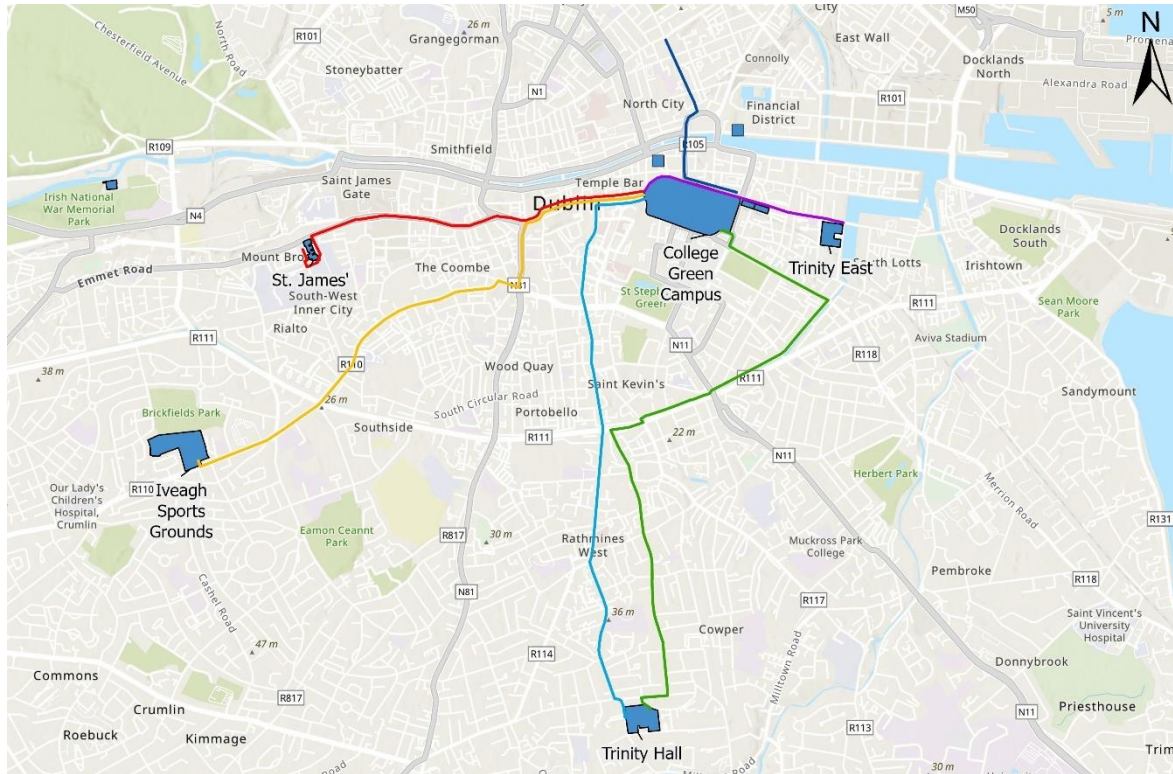 Chesterfield Avenue
North Road
R101
26 m
Grangegorman
Stoneybatter
N1
City
East Wall
M50
5 m
Promena
Connolly
Docklands
North
Alexandra Road
N
North City
Financial
District
R101
R109
Smithfield
R105
Irish National
War Memorial
Park
Saint James
Gate
Temple Bar
N4
Dublin
Emmet Road
Mount Bro
St. James'
The Coombe
College
Green
Campus
Trinity East
South Lotts
Docklands
South
Irishtown
South-West
Inner City
N81
St Steph
Green
R111
Sean Moore
Park
Rialto
R111
N11
R118
Aviva Stadium
38 m
R110
Wood Quay
Saint Kevin's
R111
Sandymount
26 m
South Circular Road
Brickfields Park
Portobello
Southside
R111
22 m
N11
Herbert Park
Merrion Road
Our Lady's
Children's
Hospital,
Crumlin
R110
Iveagh
Sports
Grounds
R131
Eamon Ceannt
Park
R817
30 m
Rathmines
West
Muckross Park
College
Pembroke
R118
Cashel Road
N81
R117
36 m
Saint Vincent's
University
Hospital
Cowper
47 m
R114
Milltown Road
Donnybrook
Commons
R817
Crumlin
N11
Priesthouse
Roebuck
Kimmage
R113
Trinity Hall
Trim
30 m